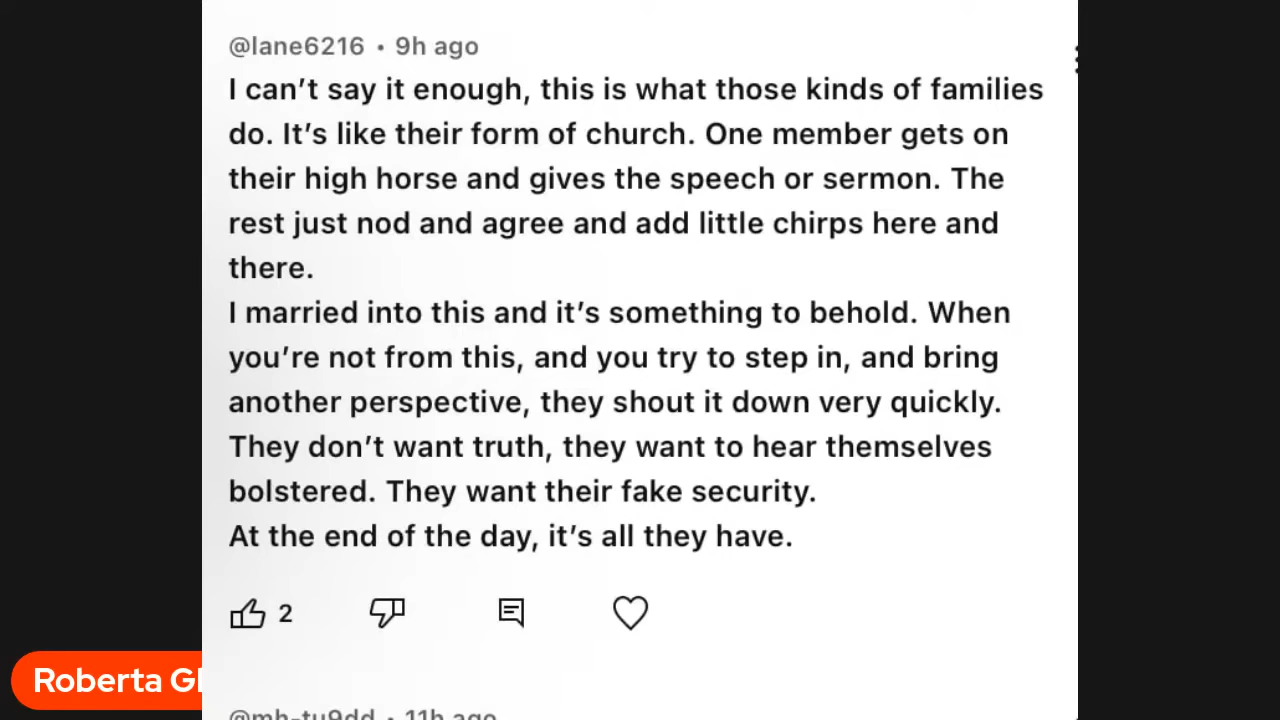 @lane6216 • 9h ago
I can’t say it enough, this is what those kinds of families
do. It’s like their form of church. One member gets on
their high horse and gives the speech or sermon. The
rest just nod and agree and add little chirps here and
there.
I married into this and it’s something to behold. When
you’re not from this, and you try to step in, and bring
another perspective, they shout it down very quickly.
They don’t want truth, they want to hear themselves
bolstered. They want their fake security.
At the end of the day, it’s all they have.
2
Roberta
@mh-tu9dd • 11h ago